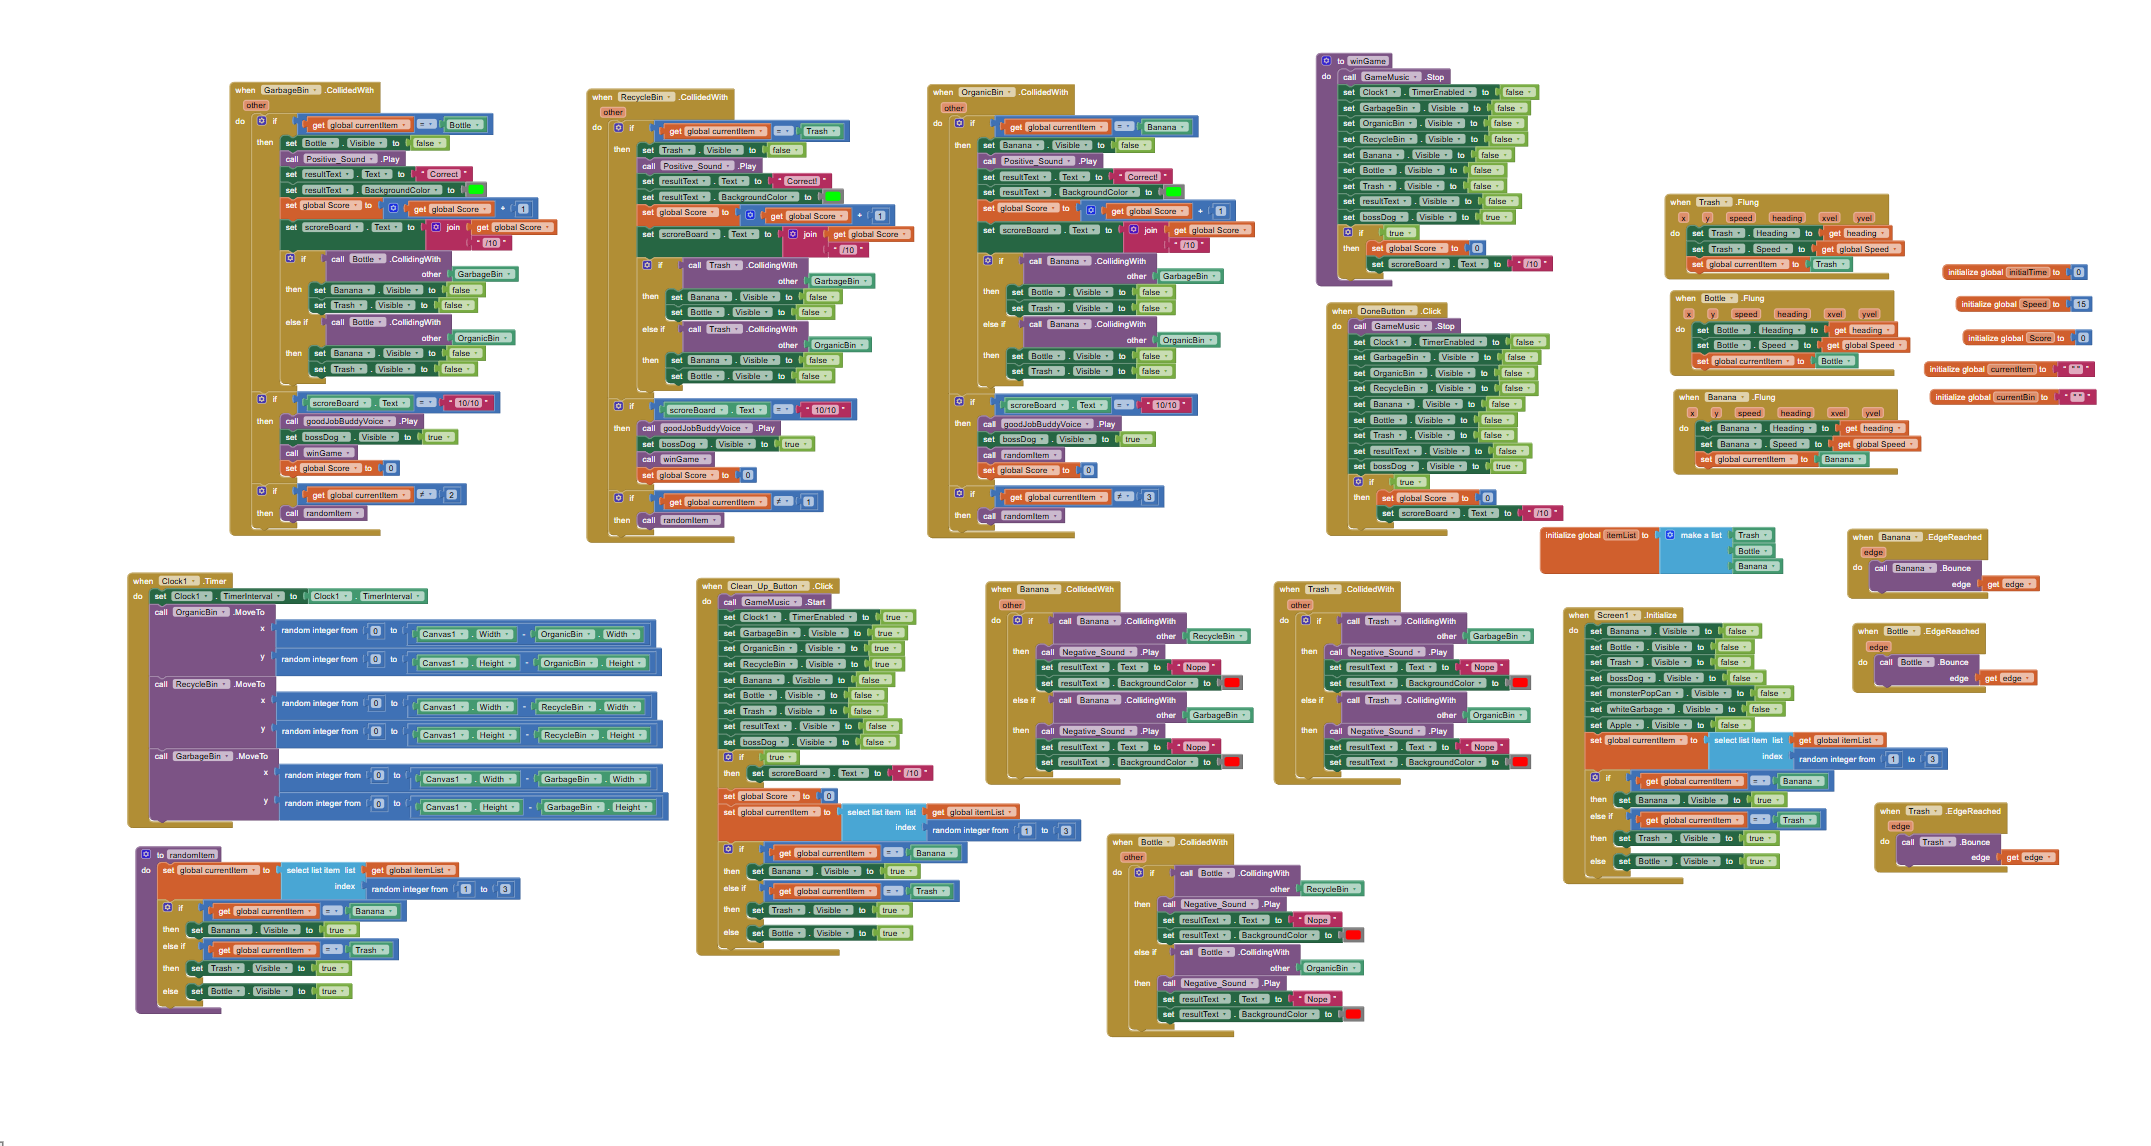 when GarbageBin .CollidedWith
other
do if get global currentItem = Bottle
then set Bottle . Visible to false
call Positive_Sound .Play
set resultText . Text to " Correct "
set resultText . BackgroundColor to
set global Score to get global Score + 1
set scroreBoard . Text to join get global Score
" /10 "
if call Bottle .CollidingWith
other GarbageBin
then set Banana . Visible to false
set Trash . Visible to false
else if call Bottle .CollidingWith
other OrganicBin
then set Banana . Visible to false
set Trash . Visible to false
if scroreBoard . Text = " 10/10 "
then call goodJobBuddyVoice .Play
set bossDog . Visible to true
call winGame
set global Score to 0
if get global currentItem ≠ 2
then call randomItem
when RecycleBin .CollidedWith
other
do if get global currentItem = Trash
then set Trash . Visible to false
call Positive_Sound .Play
set resultText . Text to " Correct! "
set resultText . BackgroundColor to
set global Score to get global Score + 1
set scroreBoard . Text to join get global Score
" /10 "
if call Trash .CollidingWith
other GarbageBin
then set Banana . Visible to false
set Bottle . Visible to false
else if call Trash .CollidingWith
other OrganicBin
then set Banana . Visible to false
set Bottle . Visible to false
if scroreBoard . Text = " 10/10 "
then call goodJobBuddyVoice .Play
set bossDog . Visible to true
call winGame
set global Score to 0
if get global currentItem ≠ 1
then call randomItem
when OrganicBin .CollidedWith
other
do if get global currentItem = Banana
then set Banana . Visible to false
call Positive_Sound .Play
set resultText . Text to " Correct! "
set resultText . BackgroundColor to
set global Score to get global Score + 1
set scroreBoard . Text to join get global Score
" /10 "
if call Banana .CollidingWith
other GarbageBin
then set Bottle . Visible to false
set Trash . Visible to false
else if call Banana .CollidingWith
other OrganicBin
then set Bottle . Visible to false
set Trash . Visible to false
if scroreBoard . Text = " 10/10 "
then call goodJobBuddyVoice .Play
set bossDog . Visible to true
call randomItem
set global Score to 0
if get global currentItem ≠ 3
then call randomItem
to winGame
do call GameMusic .Stop
set Clock1 . TimerEnabled to false
set GarbageBin . Visible to false
set OrganicBin . Visible to false
set RecycleBin . Visible to false
set Banana . Visible to false
set Bottle . Visible to false
set Trash . Visible to false
set resultText . Visible to false
set bossDog . Visible to true
if true
then set global Score to 0
set scroreBoard . Text to " /10 "
when DoneButton .Click
do call GameMusic .Stop
set Clock1 . TimerEnabled to false
set GarbageBin . Visible to false
set OrganicBin . Visible to false
set RecycleBin . Visible to false
set Banana . Visible to false
set Bottle . Visible to false
set Trash . Visible to false
set resultText . Visible to false
set bossDog . Visible to true
if true
then set global Score to 0
set scroreBoard . Text to " /10 "
when Trash .Flung
x y speed heading xvel yvel
do set Trash . Heading to get heading
set Trash . Speed to get global Speed
set global currentItem to Trash
when Bottle .Flung
x y speed heading xvel yvel
do set Bottle . Heading to get heading
set Bottle . Speed to get global Speed
set global currentItem to Bottle
when Banana .Flung
x y speed heading xvel yvel
do set Banana . Heading to get heading
set Banana . Speed to get global Speed
set global currentItem to Banana
initialize global initialTime to 0
initialize global Speed to 15
initialize global Score to 0
initialize global currentItem to " "" "
initialize global currentBin to " "" "
initialize global itemList to make a list Trash
Bottle
Banana
when Clock1 .Timer
do set Clock1 . TimerInterval to Clock1 . TimerInterval
call OrganicBin .MoveTo
x random integer from 0 to Canvas1 . Width - OrganicBin . Width
y random integer from 0 to Canvas1 . Height - OrganicBin . Height
call RecycleBin .MoveTo
x random integer from 0 to Canvas1 . Width - RecycleBin . Width
y random integer from 0 to Canvas1 . Height - RecycleBin . Height
call GarbageBin .MoveTo
x random integer from 0 to Canvas1 . Width - GarbageBin . Width
y random integer from 0 to Canvas1 . Height - GarbageBin . Height
to randomItem
do set global currentItem to select list item list get global itemList
index random integer from 1 to 3
if get global currentItem = Banana
then set Banana . Visible to true
else if get global currentItem = Trash
then set Trash . Visible to true
else set Bottle . Visible to true
when Clean_Up_Button .Click
do call GameMusic .Start
set Clock1 . TimerEnabled to true
set GarbageBin . Visible to true
set OrganicBin . Visible to true
set RecycleBin . Visible to true
set Banana . Visible to false
set Bottle . Visible to false
set Trash . Visible to false
set resultText . Visible to false
set bossDog . Visible to false
if true
then set scroreBoard . Text to " /10 "
set global Score to 0
set global currentItem to select list item list get global itemList
index random integer from 1 to 3
if get global currentItem = Banana
then set Banana . Visible to true
else if get global currentItem = Trash
then set Trash . Visible to true
else set Bottle . Visible to true
when Banana .CollidedWith
other
do if call Banana .CollidingWith
other RecycleBin
then call Negative_Sound .Play
set resultText . Text to " Nope "
set resultText . BackgroundColor to
else if call Banana .CollidingWith
other GarbageBin
then call Negative_Sound .Play
set resultText . Text to " Nope "
set resultText . BackgroundColor to
when Trash .CollidedWith
other
do if call Trash .CollidingWith
other GarbageBin
then call Negative_Sound .Play
set resultText . Text to " Nope "
set resultText . BackgroundColor to
else if call Trash .CollidingWith
other OrganicBin
then call Negative_Sound .Play
set resultText . Text to " Nope "
set resultText . BackgroundColor to
when Bottle .CollidedWith
other
do if call Bottle .CollidingWith
other RecycleBin
then call Negative_Sound .Play
set resultText . Text to " Nope "
set resultText . BackgroundColor to
else if call Bottle .CollidingWith
other OrganicBin
then call Negative_Sound .Play
set resultText . Text to " Nope "
set resultText . BackgroundColor to
when Screen1 .Initialize
do set Banana . Visible to false
set Bottle . Visible to false
set Trash . Visible to false
set bossDog . Visible to false
set monsterPopCan . Visible to false
set whiteGarbage . Visible to false
set Apple . Visible to false
set global currentItem to select list item list get global itemList
index random integer from 1 to 3
if get global currentItem = Banana
then set Banana . Visible to true
else if get global currentItem = Trash
then set Trash . Visible to true
else set Bottle . Visible to true
when Banana .EdgeReached
edge
do call Banana .Bounce
edge get edge
when Bottle .EdgeReached
edge
do call Bottle .Bounce
edge get edge
when Trash .EdgeReached
edge
do call Trash .Bounce
edge get edge